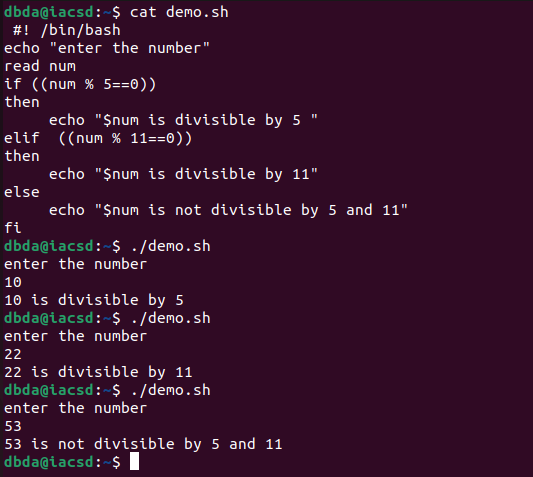 dbda@iacsd:~$ cat demo.sh
 #! /bin/bash
echo "enter the number"
read num
if ((num % 5==0))
then
     echo "$num is divisible by 5 "
elif  ((num % 11==0))
then
     echo "$num is divisible by 11"
else
     echo "$num is not divisible by 5 and 11"
fi
dbda@iacsd:~$ ./demo.sh
enter the number
10
10 is divisible by 5
dbda@iacsd:~$ ./demo.sh
enter the number
22
22 is divisible by 11
dbda@iacsd:~$ ./demo.sh
enter the number
53
53 is not divisible by 5 and 11
dbda@iacsd:~$